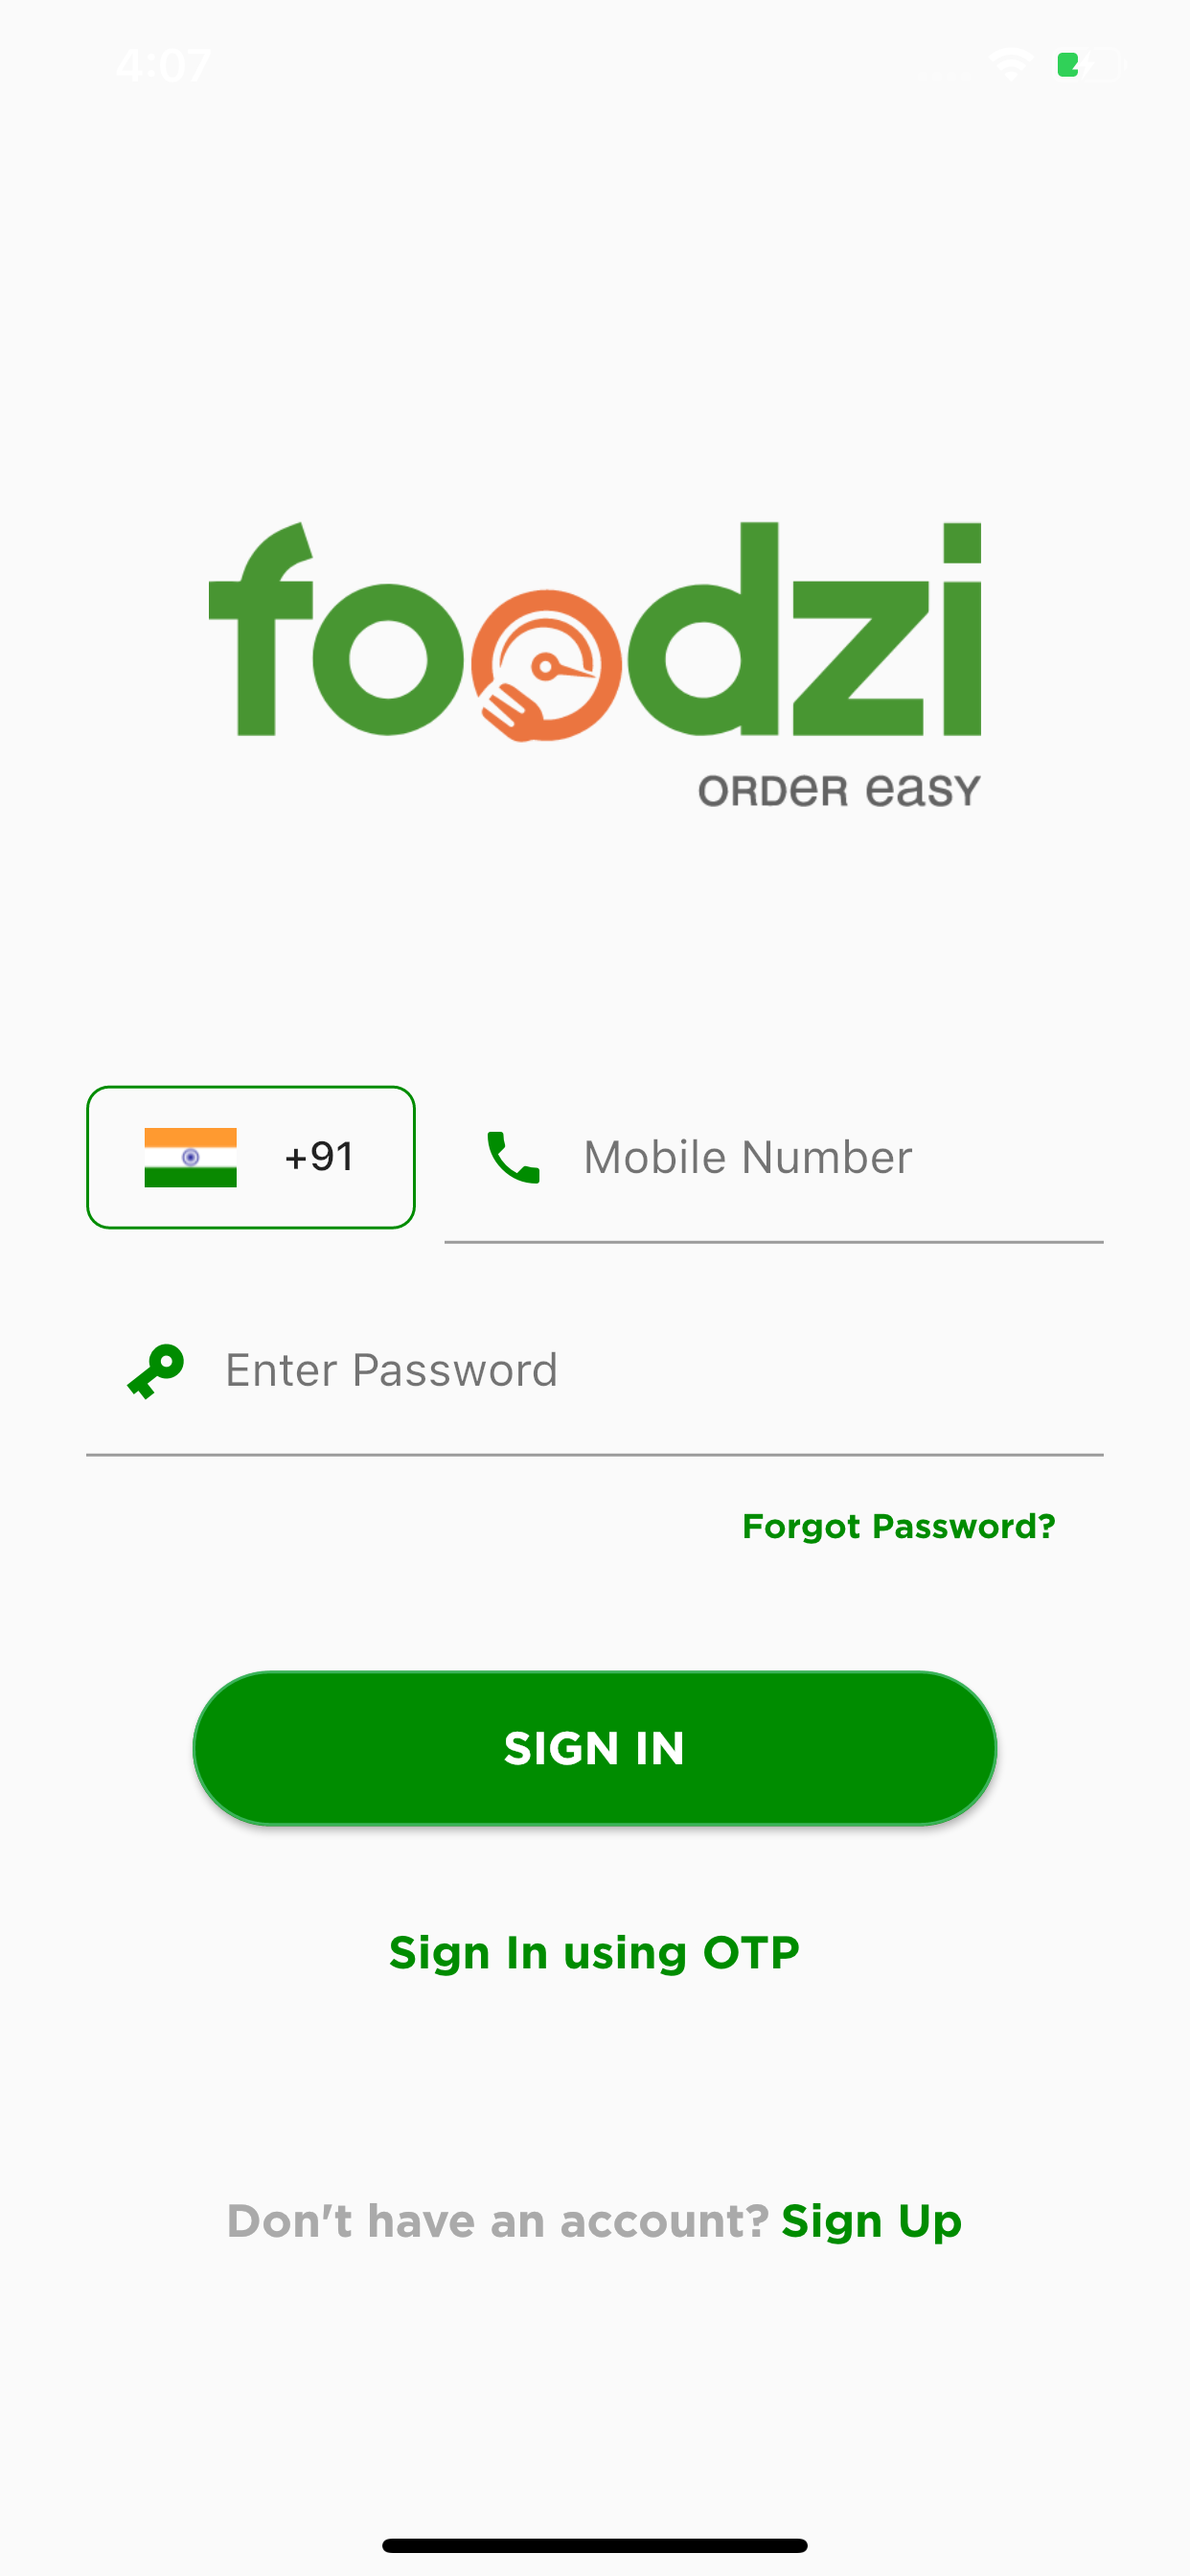 4:07
foodzi
ORDER easy
+91 Mobile Number
Enter Password
Forgot Password?
SIGN IN
Sign In using OTP
Don't have an account? Sign Up